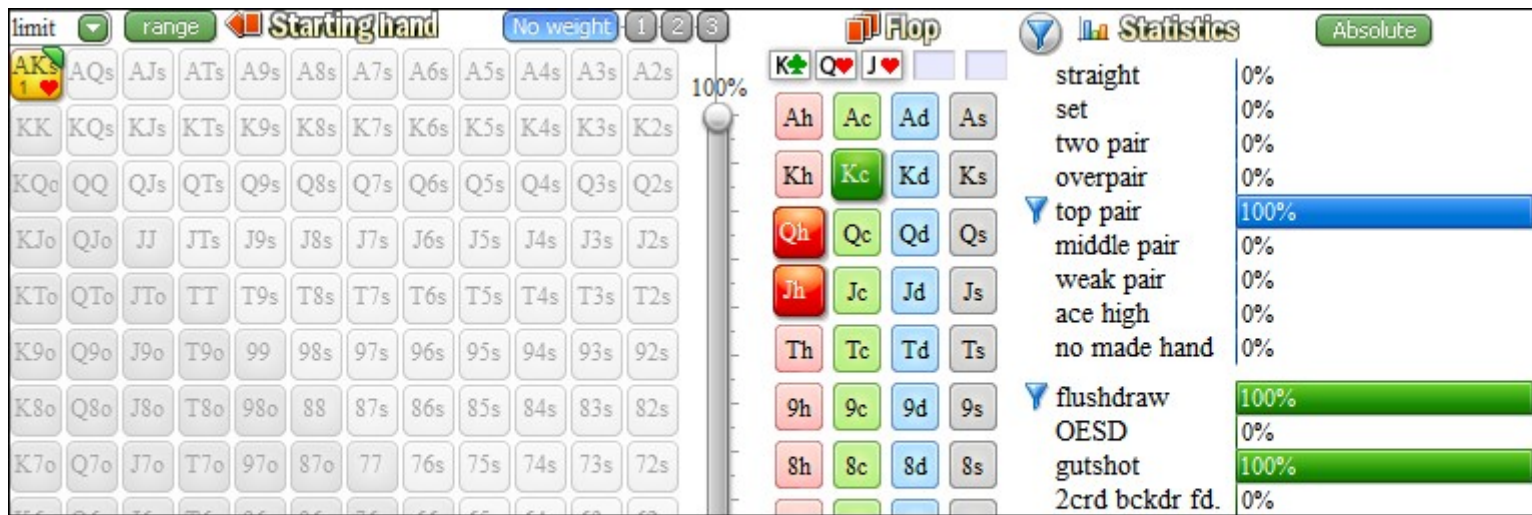 limit range Starting hand No weight 1 2 3 Flop Statistics Absolute
AKs AQs AJs ATs A9s A8s A7s A6s A5s A4s A3s A2s
1
100%
KK KQs KJs KTs K9s K8s K7s K6s K5s K4s K3s K2s
KQo QQ QJs QTs Q9s Q8s Q7s Q6s Q5s Q4s Q3s Q2s
KJo QJo JJ JTs J9s J8s J7s J6s J5s J4s J3s J2s
KTo QTo JTo TT T9s T8s T7s T6s T5s T4s T3s T2s
K9o Q9o J9o T9o 99 98s 97s 96s 95s 94s 93s 92s
K8o Q8o J8o T8o 98o 88 87s 86s 85s 84s 83s 82s
K7o Q7o J7o T7o 97o 87o 77 76s 75s 74s 73s 72s
K♣ Q♥ J♥
Ah Ac Ad As
Kh Kc Kd Ks
Qh Qc Qd Qs
Jh Jc Jd Js
Th Tc Td Ts
9h 9c 9d 9s
8h 8c 8d 8s
straight 0%
set 0%
two pair 0%
overpair 0%
top pair 100%
middle pair 0%
weak pair 0%
ace high 0%
no made hand 0%
flushdraw 100%
OESD 0%
gutshot 100%
2crd bckdr fd. 0%